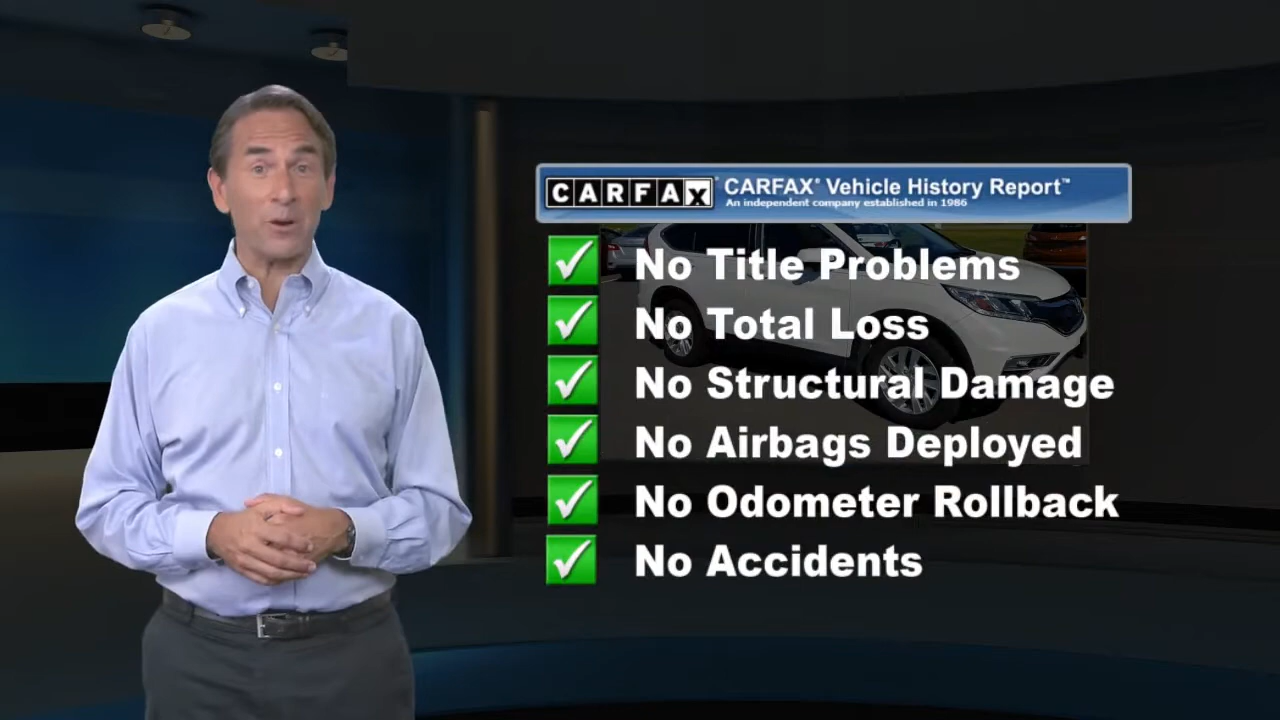 CARFAX® CARFAX® Vehicle History Report™
An independent company established in 1986
No Title Problems
No Total Loss
No Structural Damage
No Airbags Deployed
No Odometer Rollback
No Accidents